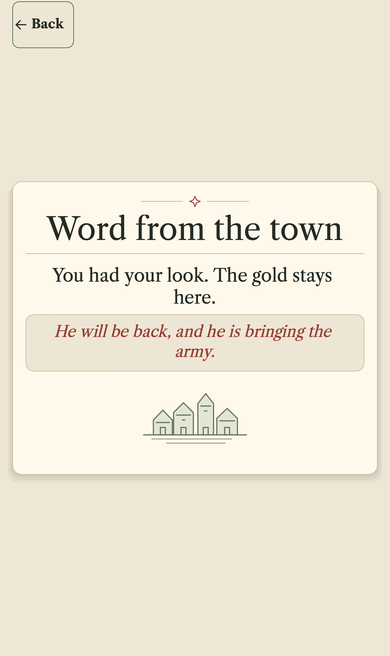 ← Back
Word from the town
You had your look. The gold stays
here.
He will be back, and he is bringing the
army.